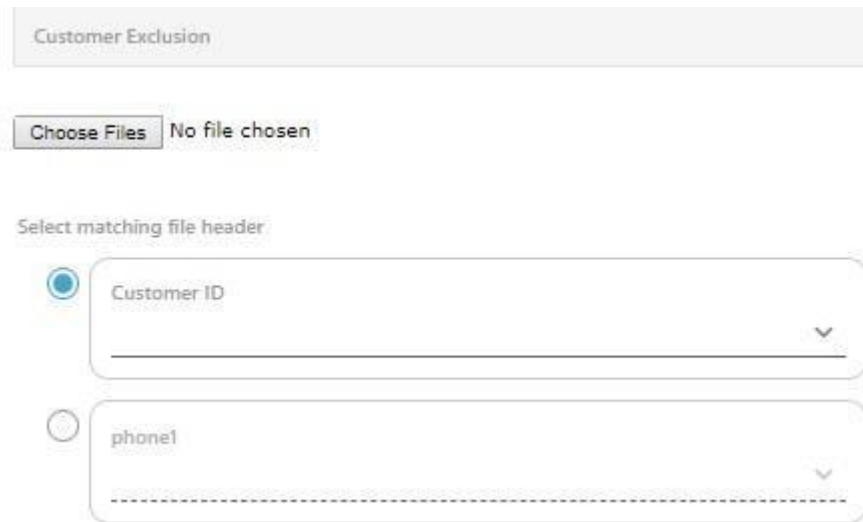 Customer Exclusion
Choose Files No file chosen
Select matching file header
Customer ID
phone1